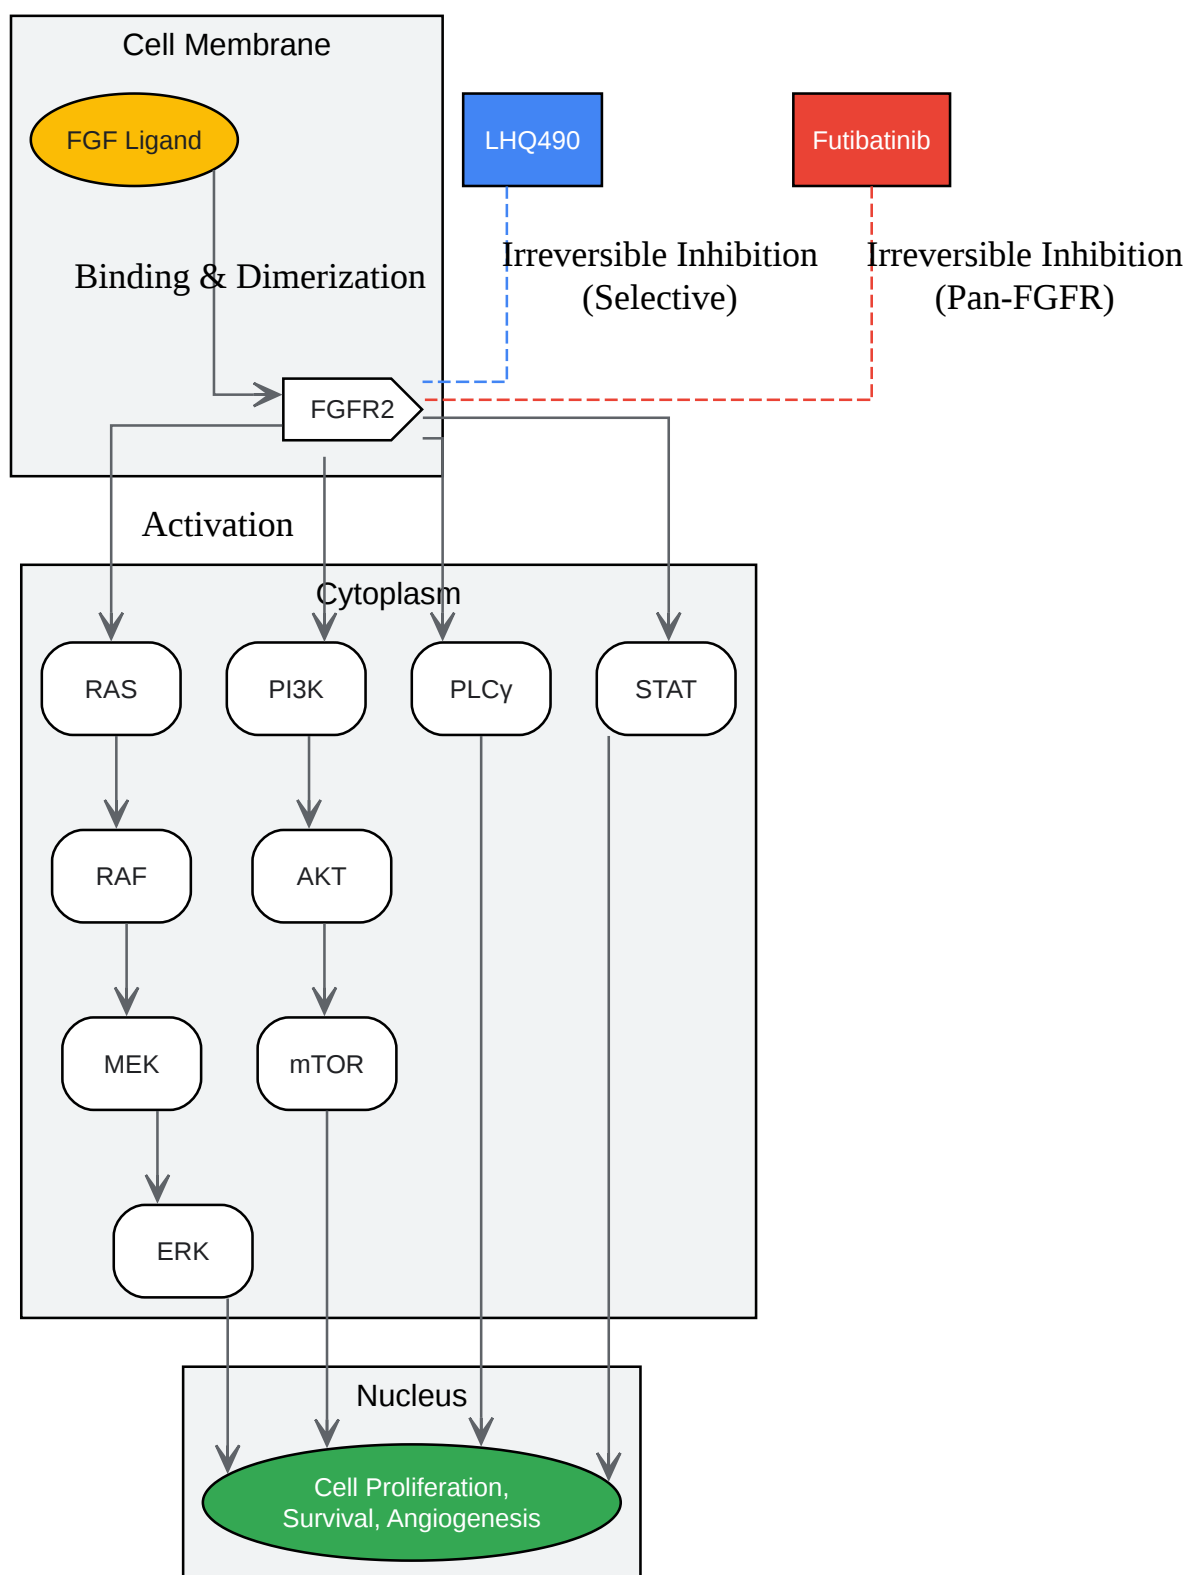 Cell Membrane
FGF Ligand
LHQ490
Futibatinib
Binding & Dimerization
Irreversible Inhibition
(Selective)
Irreversible Inhibition
(Pan-FGFR)
FGFR2
Activation
Cytoplasm
RAS
PI3K
PLCγ
STAT
RAF
AKT
MEK
mTOR
ERK
Nucleus
Cell Proliferation,
Survival, Angiogenesis